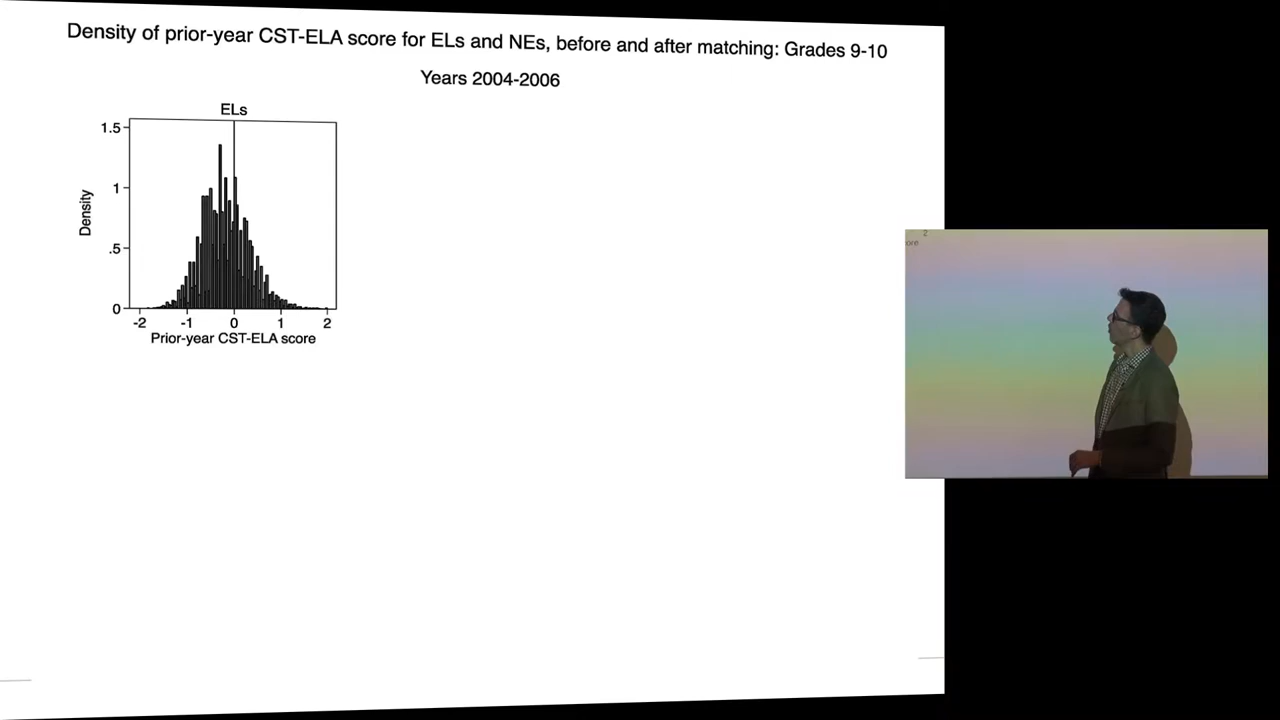 Density of prior-year CST-ELA score for ELs and NEs, before and after matching: Grades 9-10
Years 2004-2006
ELs
1.5
1
.5
0
Density
-2 -1 0 1 2
Prior-year CST-ELA score
2
ore